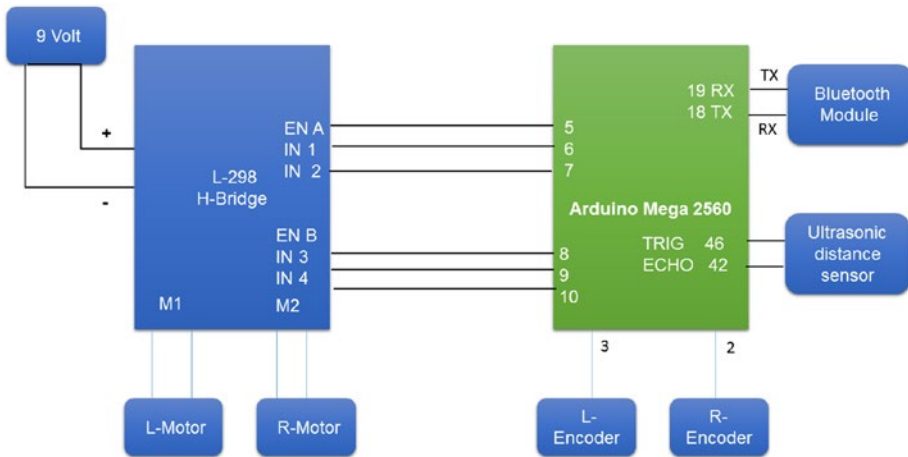 9 Volt
+
-
L-298
H-Bridge
EN A
IN 1
IN 2
EN B
IN 3
IN 4
M1
M2
L-Motor
R-Motor
5
6
7
8
9
10
Arduino Mega 2560
19 RX
18 TX
TRIG 46
ECHO 42
TX
RX
Bluetooth
Module
Ultrasonic
distance
sensor
3
2
L-
Encoder
R-
Encoder